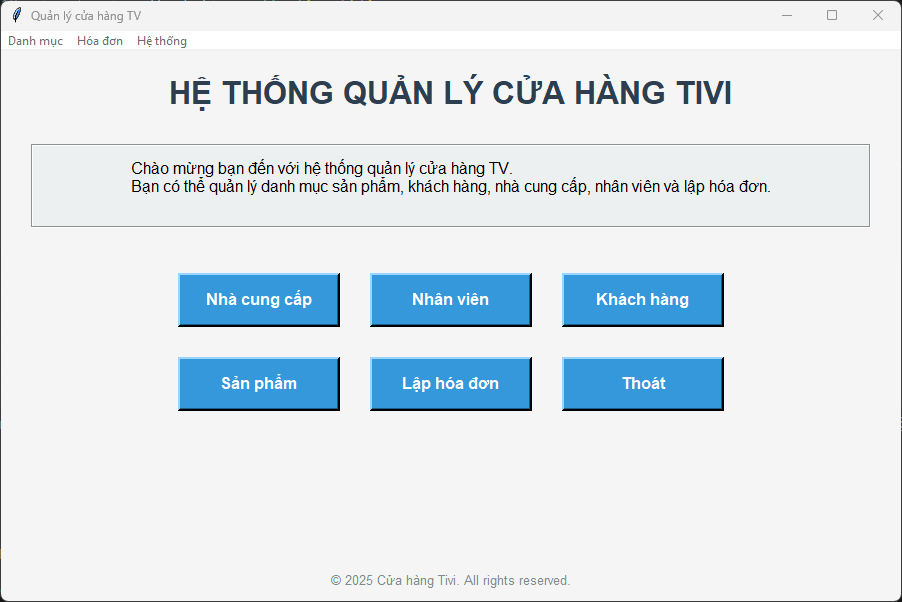 Quản lý cửa hàng TV
Danh mục Hóa đơn Hệ thống
HỆ THỐNG QUẢN LÝ CỬA HÀNG TIVI
Chào mừng bạn đến với hệ thống quản lý cửa hàng TV.
Bạn có thể quản lý danh mục sản phẩm, khách hàng, nhà cung cấp, nhân viên và lập hóa đơn.
Nhà cung cấp Nhân viên Khách hàng
Sản phẩm Lập hóa đơn Thoát
© 2025 Cửa hàng Tivi. All rights reserved.